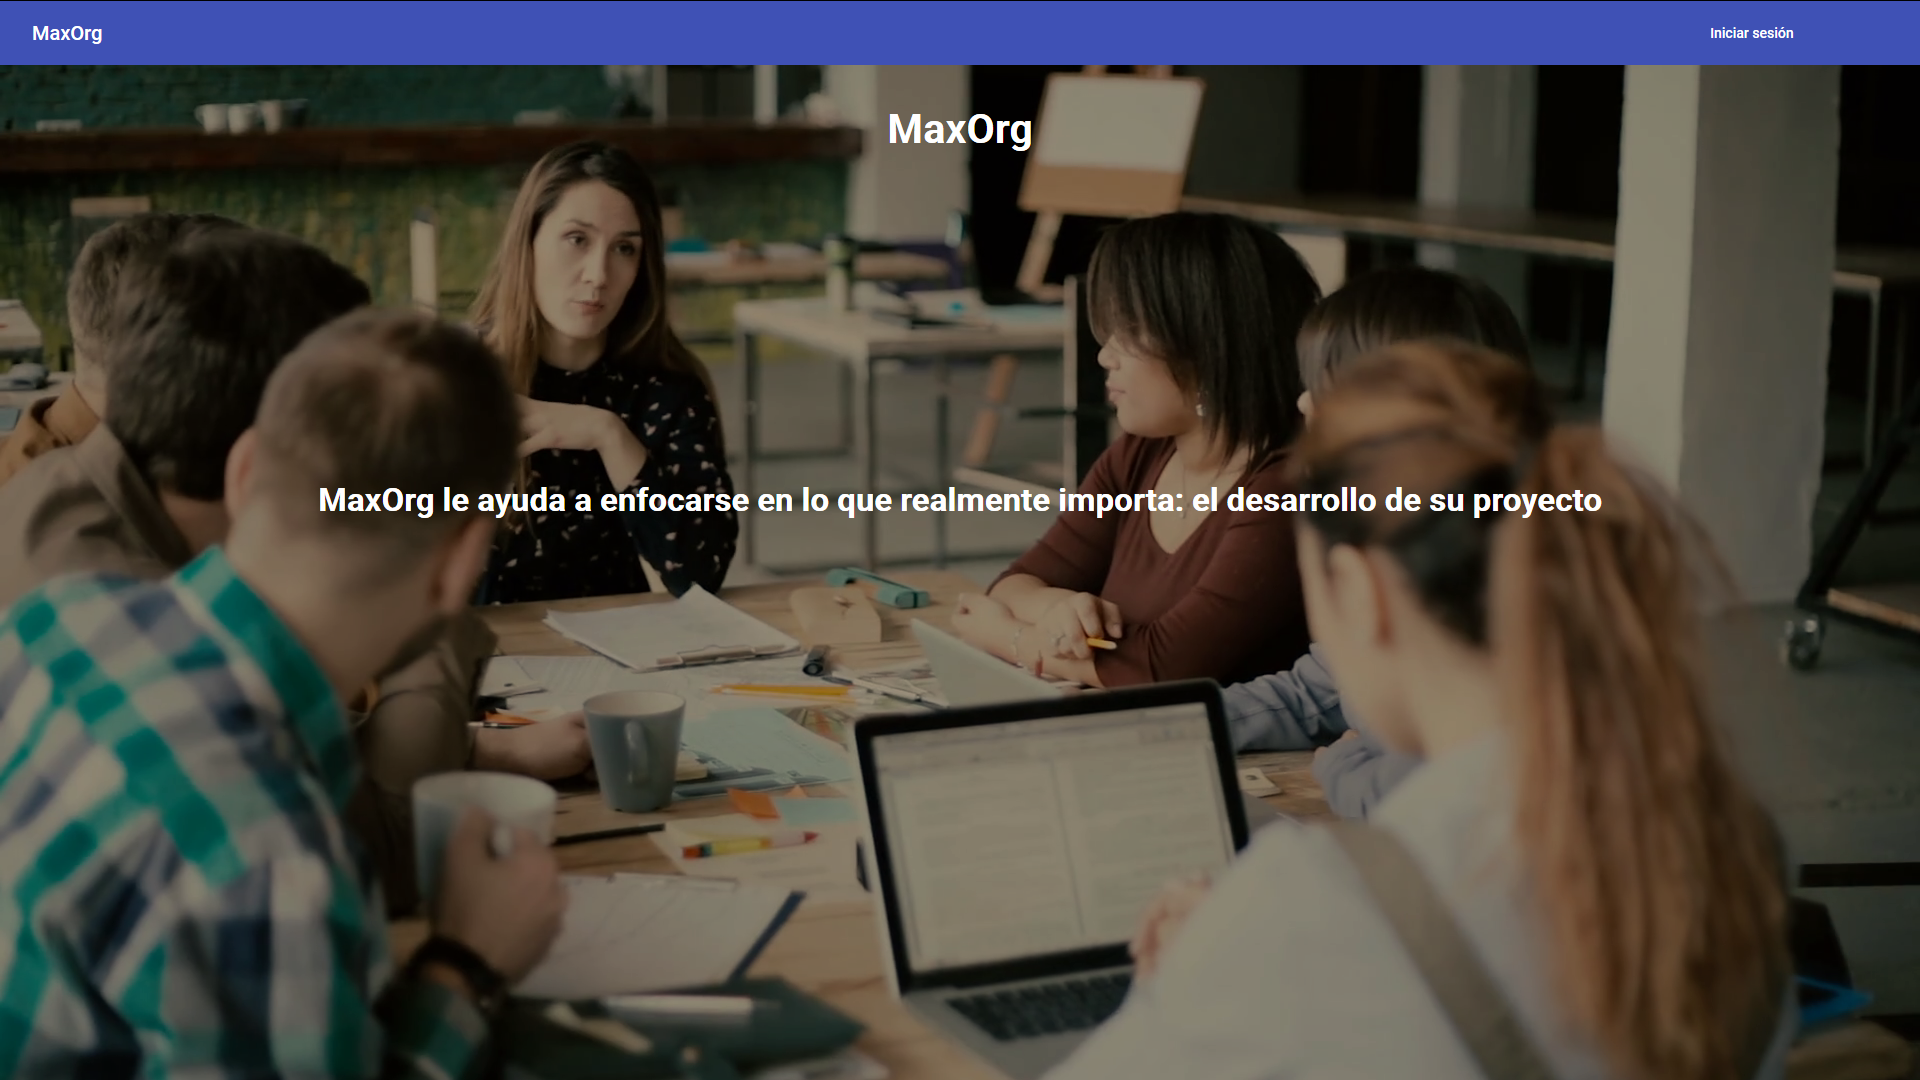 MaxOrg
Iniciar sesión
MaxOrg
MaxOrg le ayuda a enfocarse en lo que realmente importa: el desarrollo de su proyecto